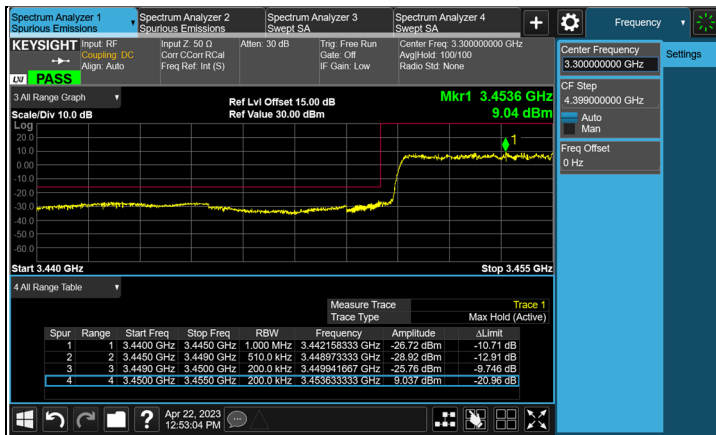 Spectrum Analyzer 1
Spurious Emissions
Spectrum Analyzer 2
Spurious Emissions
Spectrum Analyzer 3
Swept SA
Spectrum Analyzer 4
Swept SA
+
Frequency
KEYSIGHT
Input: RF
Coupling: DC
Align: Auto
Input Z: 50 Ω
Corr CCorr RCal
Freq Ref: Int (S)
Atten: 30 dB
Trig: Free Run
Gate: Off
IF Gain: Low
Center Freq: 3.300000000 GHz
Avg|Hold: 100/100
Radio Std: None
LXI PASS
Center Frequency
3.300000000 GHz
Settings
CF Step
4.399000000 GHz
Auto
Man
Freq Offset
0 Hz
3 All Range Graph
Scale/Div 10.0 dB
Ref Lvl Offset 15.00 dB
Ref Value 30.00 dBm
Mkr1 3.4536 GHz
9.04 dBm
Log
20.0
10.0
0.00
-10.0
-20.0
-30.0
-40.0
-50.0
-60.0
1
Start 3.440 GHz
Stop 3.455 GHz
4 All Range Table
Measure Trace Trace 1
Trace Type Max Hold (Active)
Spur Range Start Freq Stop Freq RBW Frequency Amplitude ΔLimit
1 1 3.4400 GHz 3.4450 GHz 1.000 MHz 3.442158333 GHz -26.72 dBm -10.71 dB
2 2 3.4450 GHz 3.4490 GHz 510.0 kHz 3.448973333 GHz -28.92 dBm -12.91 dB
3 3 3.4490 GHz 3.4500 GHz 200.0 kHz 3.449941667 GHz -25.76 dBm -9.746 dB
4 4 3.4500 GHz 3.4550 GHz 200.0 kHz 3.453633333 GHz 9.037 dBm -20.96 dB
?
Apr 22, 2023
12:53:04 PM